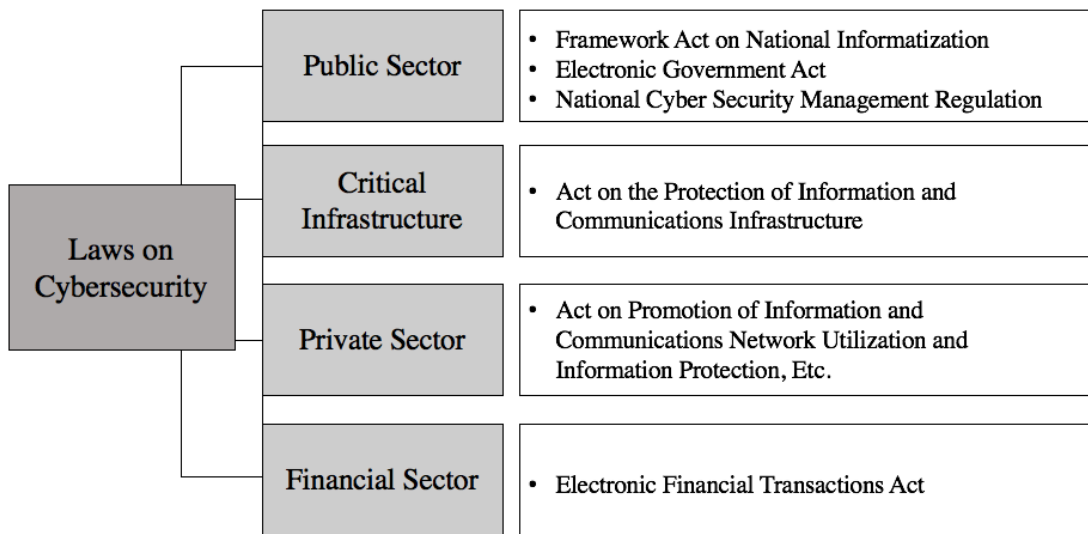 Laws on
Cybersecurity
Public Sector
• Framework Act on National Informatization
• Electronic Government Act
• National Cyber Security Management Regulation
Critical
Infrastructure
• Act on the Protection of Information and
Communications Infrastructure
Private Sector
• Act on Promotion of Information and
Communications Network Utilization and
Information Protection, Etc.
Financial Sector
• Electronic Financial Transactions Act